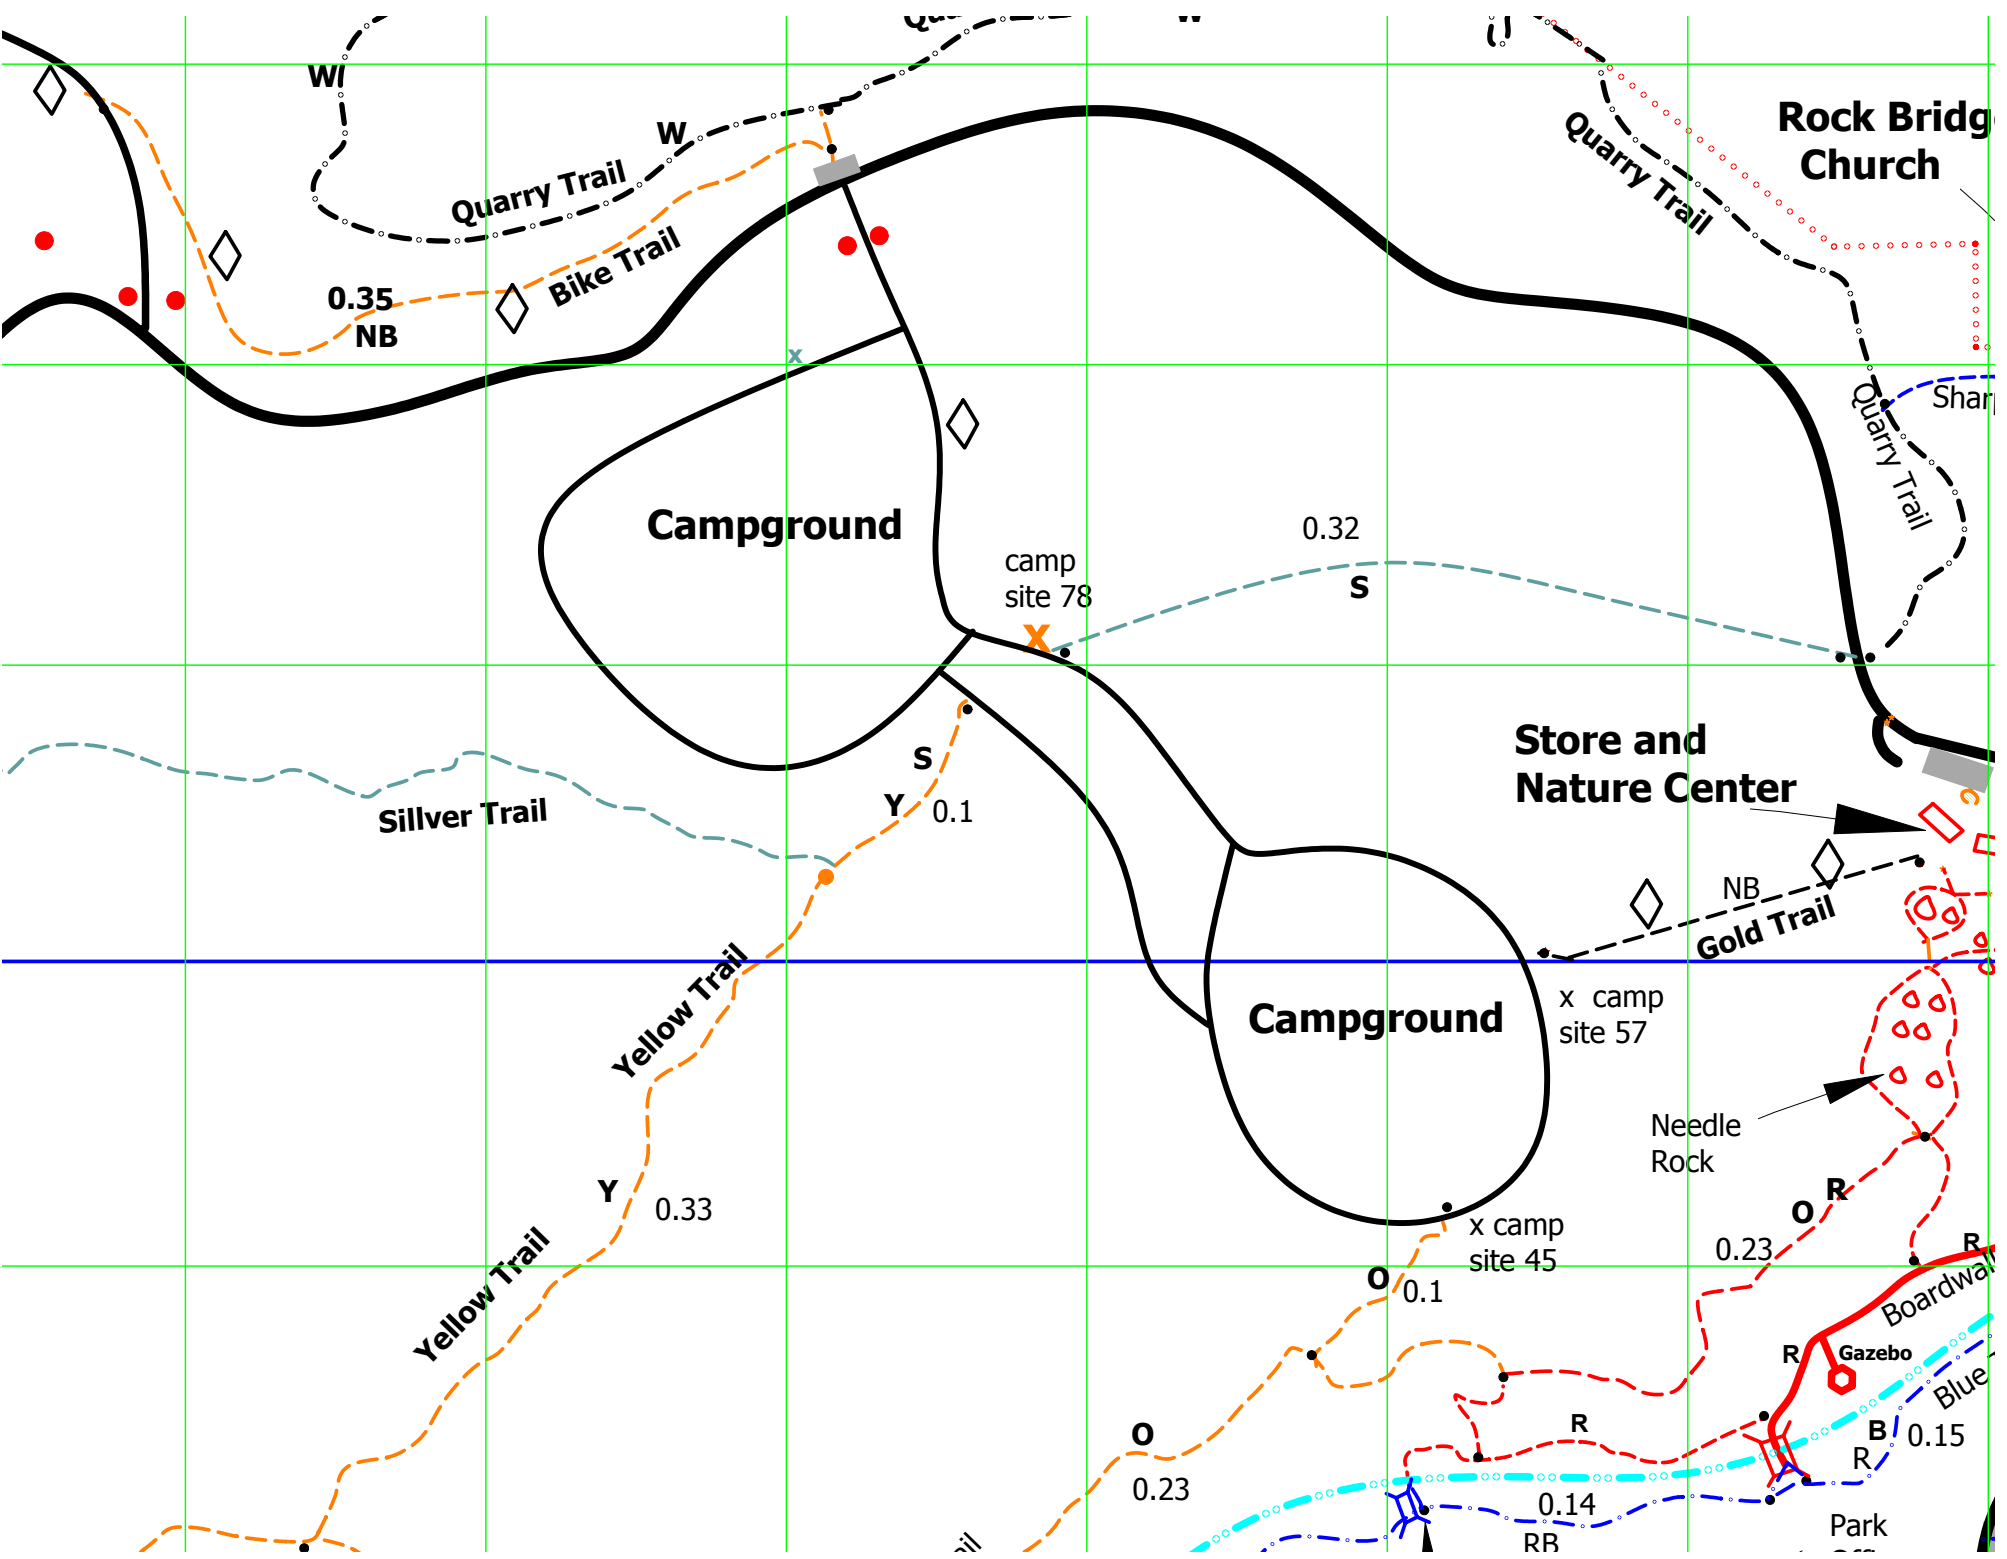 W
W
W
Quarry Trail
Bike Trail
0.35
NB
x
Campground
camp
site 78
X
0.32
S
Quarry Trail
Rock Bridg
Church
Quarry Trail
Shar
Store and
Nature Center
NB
Gold Trail
Sillver Trail
S
Y
0.1
Yellow Trail
Campground
x camp
site 57
Needle
Rock
Y
0.33
x camp
site 45
O
0.1
O
R
0.23
R
Boardwal
Yellow Trail
R
Gazebo
Blue
B
0.15
R
O
0.23
R
0.14
RB
Park